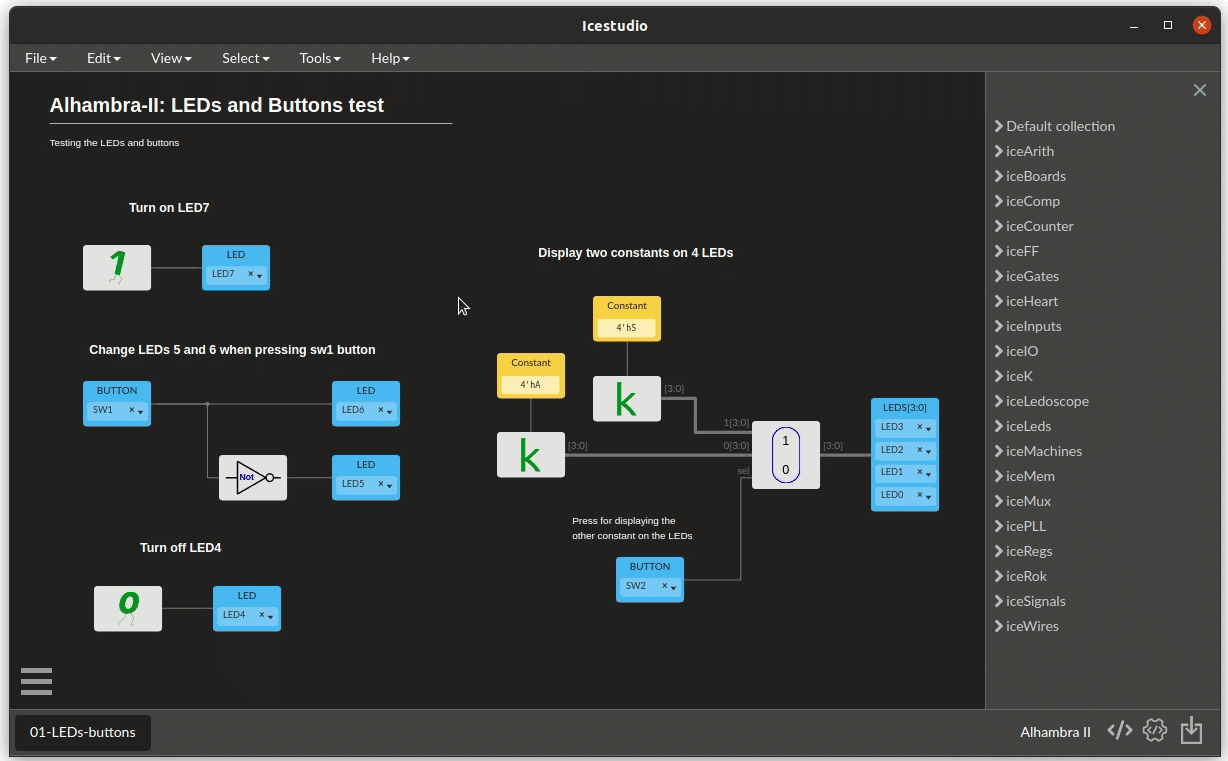 Icestudio
File Edit View Select Tools Help
Alhambra-II: LEDs and Buttons test
Testing the LEDs and buttons
Turn on LED7
1
LED
LED7
Change LEDs 5 and 6 when pressing sw1 button
BUTTON
SW1
LED
LED6
Not
LED
LED5
Turn off LED4
0
LED
LED4
Display two constants on 4 LEDs
Constant
4'h5
Constant
4'hA
k
[3:0]
k
[3:0]
1[3:0]
0[3:0]
sel
1
0
[3:0]
LEDS[3:0]
LED3
LED2
LED1
LED0
Press for displaying the
other constant on the LEDs
BUTTON
SW2
Default collection
iceArith
iceBoards
iceComp
iceCounter
iceFF
iceGates
iceHeart
iceInputs
iceIO
iceK
iceLedoscope
iceLeds
iceMachines
iceMem
iceMux
icePLL
iceRegs
iceRok
iceSignals
iceWires
01-LEDs-buttons
Alhambra II